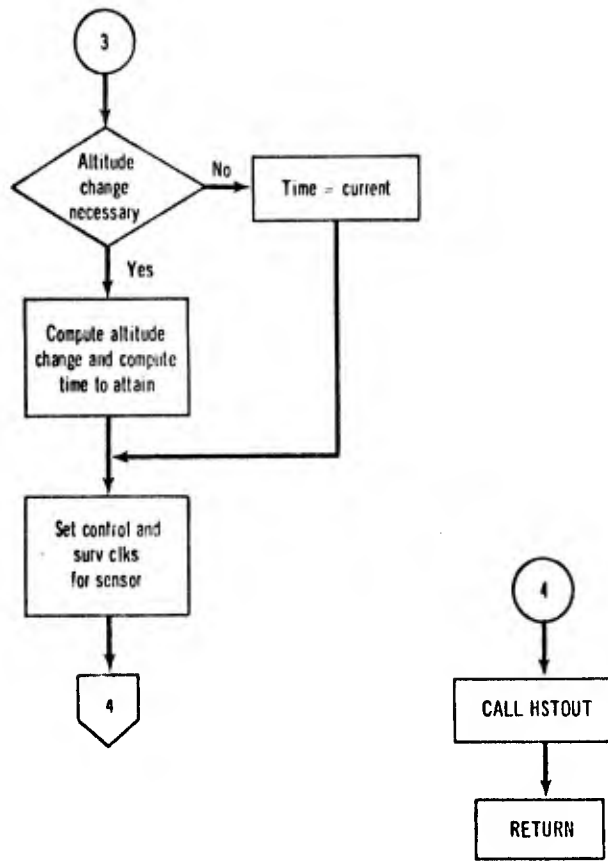 3
Altitude
change
necessary
No
Time = current
Yes
Compute altitude
change and compute
time to attain
Set control and
surv clks
for sensor
4
4
CALL HSTOUT
RETURN